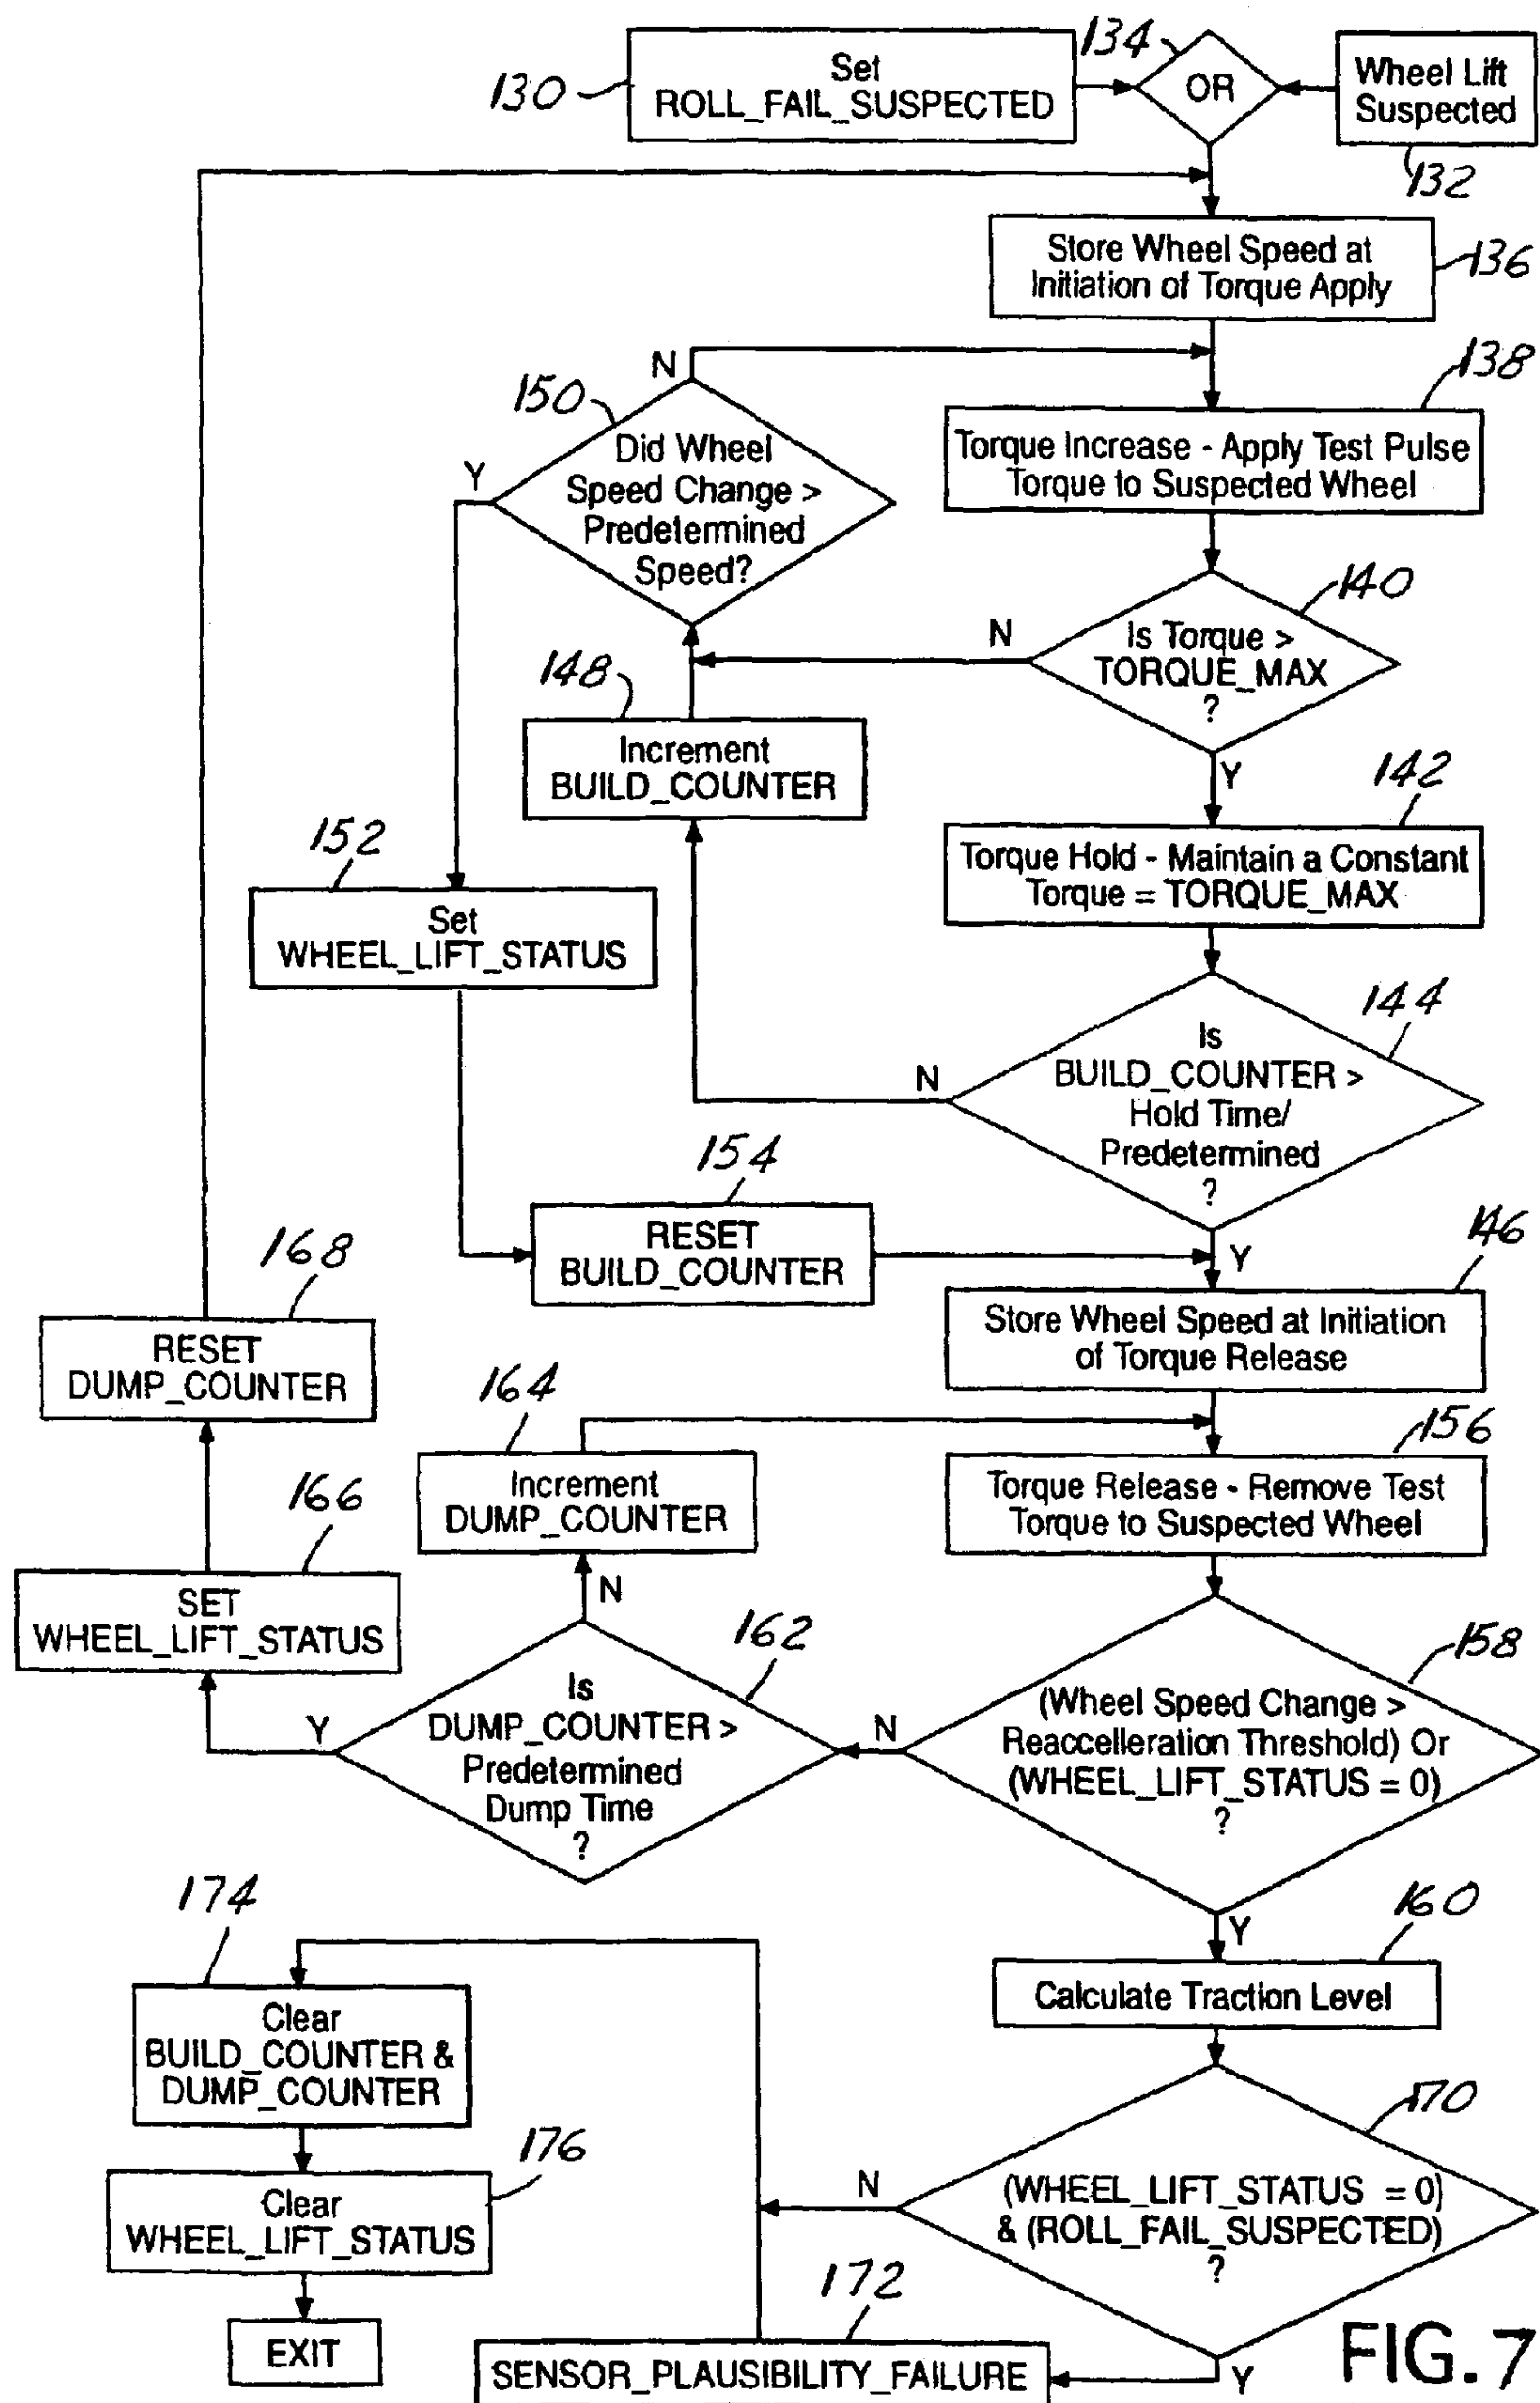 130
Set
ROLL_FAIL_SUSPECTED
134
OR
Wheel Lift
Suspected
132
Store Wheel Speed at
Initiation of Torque Apply
136
N
150
Did Wheel
Speed Change >
Predetermined
Speed?
Y
138
Torque Increase - Apply Test Pulse
Torque to Suspected Wheel
140
Is Torque >
TORQUE_MAX
?
N
Y
148
Increment
BUILD_COUNTER
142
Torque Hold - Maintain a Constant
Torque = TORQUE_MAX
152
Set
WHEEL_LIFT_STATUS
144
Is
BUILD_COUNTER >
Hold Time/
Predetermined
?
N
Y
154
RESET
BUILD_COUNTER
146
Store Wheel Speed at Initiation
of Torque Release
168
RESET
DUMP_COUNTER
164
Increment
DUMP_COUNTER
156
Torque Release - Remove Test
Torque to Suspected Wheel
166
SET
WHEEL_LIFT_STATUS
N
162
Is
DUMP_COUNTER >
Predetermined
Dump Time
?
Y
158
(Wheel Speed Change >
Reaccelleration Threshold) Or
(WHEEL_LIFT_STATUS = 0)
?
N
Y
160
Calculate Traction Level
174
Clear
BUILD_COUNTER &
DUMP_COUNTER
170
(WHEEL_LIFT_STATUS = 0)
& (ROLL_FAIL_SUSPECTED)
?
N
Y
176
Clear
WHEEL_LIFT_STATUS
EXIT
172
SENSOR_PLAUSIBILITY_FAILURE
FIG. 7